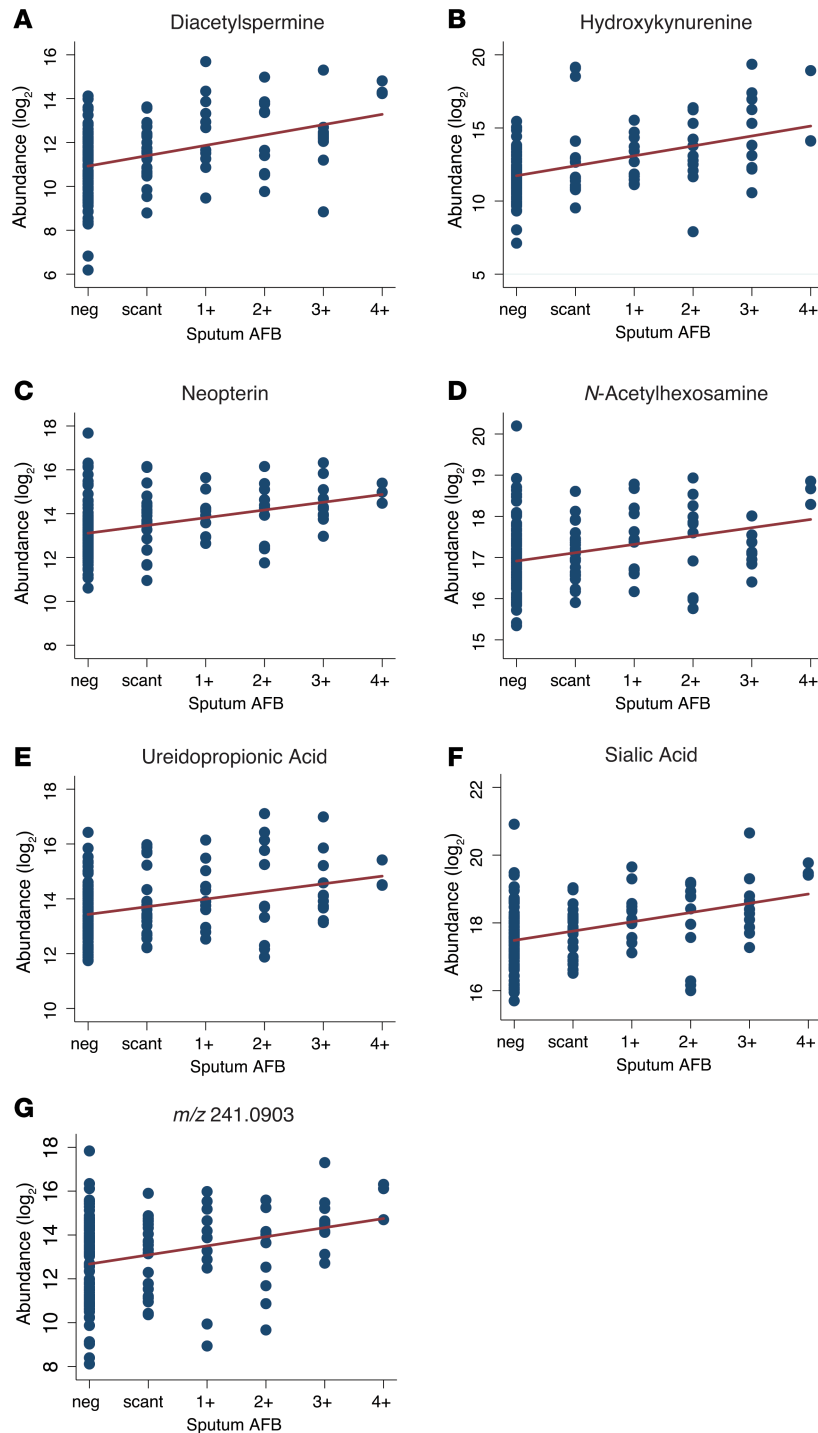 A
Diacetylspermine
Abundance (log2)
16
14
12
10
8
6
neg scant 1+ 2+ 3+ 4+
Sputum AFB
B
Hydroxykynurenine
Abundance (log2)
20
15
10
5
neg scant 1+ 2+ 3+ 4+
Sputum AFB
C
Neopterin
Abundance (log2)
18
16
14
12
10
8
neg scant 1+ 2+ 3+ 4+
Sputum AFB
D
N-Acetylhexosamine
Abundance (log2)
20
19
18
17
16
15
neg scant 1+ 2+ 3+ 4+
Sputum AFB
E
Ureidopropionic Acid
Abundance (log2)
18
16
14
12
10
neg scant 1+ 2+ 3+ 4+
Sputum AFB
F
Sialic Acid
Abundance (log2)
22
20
18
16
neg scant 1+ 2+ 3+ 4+
Sputum AFB
G
m/z 241.0903
Abundance (log2)
18
16
14
12
10
8
neg scant 1+ 2+ 3+ 4+
Sputum AFB